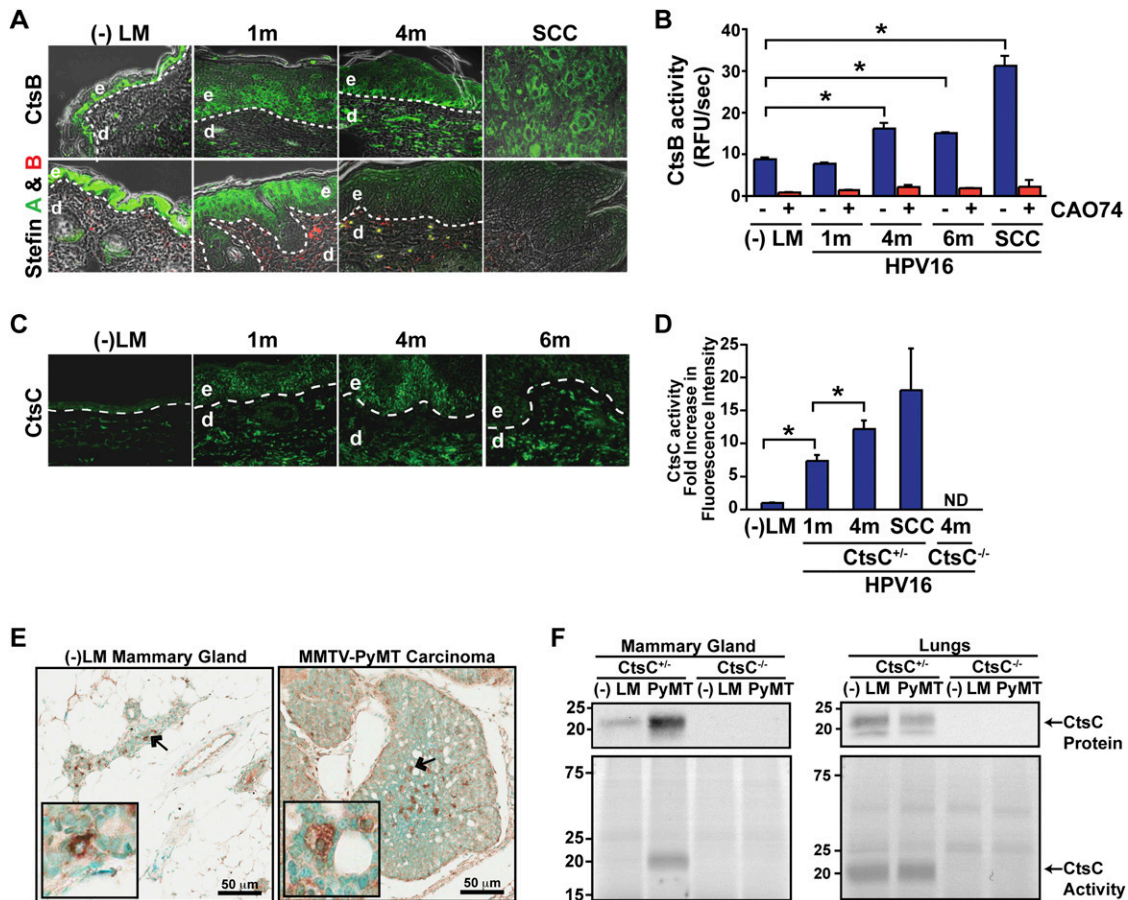 A
(-) LM 1m 4m SCC
CtsB
e
d
e
d
e
d
Stefin A & B
e
d
e
d
e
d
B
CtsB activity
(RFU/sec)
40
30
20
10
0
- + - + - + - + - + CAO74
(-) LM 1m 4m 6m SCC
HPV16
C
(-)LM 1m 4m 6m
CtsC
e
d
e
d
e
d
D
CtsC activity
Fold Increase in
Fluorescence Intensity
25
20
15
10
5
0
ND
(-)LM 1m 4m SCC 4m
CtsC+/- CtsC-/-
HPV16
E
(-)LM Mammary Gland MMTV-PyMT Carcinoma
50 µm 50 µm
F
Mammary Gland
CtsC+/- CtsC-/-
(-) LM PyMT (-) LM PyMT
25
20
75
25
20
15
Lungs
CtsC+/- CtsC-/-
(-) LM PyMT (-) LM PyMT
25
20
←CtsC
Protein
75
25
20
←CtsC
Activity